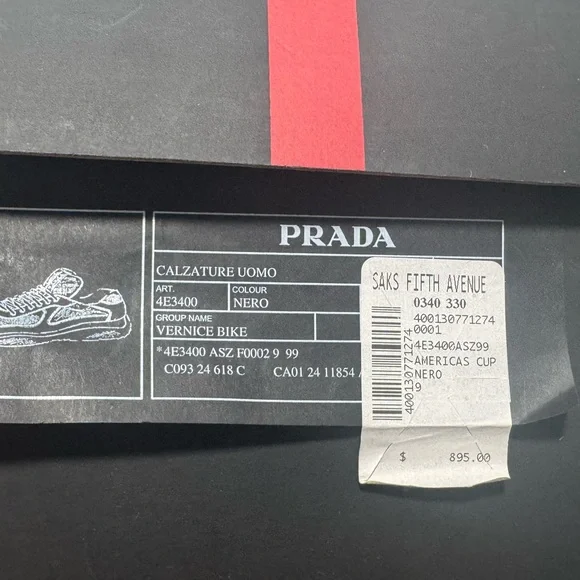 PRADA
CALZATURE UOMO
ART. COLOUR
4E3400 NERO
GROUP NAME
VERNICE BIKE
*4E3400 ASZ F0002 9 99
C093 24 618 C CA01 24 11854
SAKS FIFTH AVENUE
0340 330
400130771274
0001
4E3400ASZ99
AMERICAS CUP
NERO
9
400130771274
$ 895.00